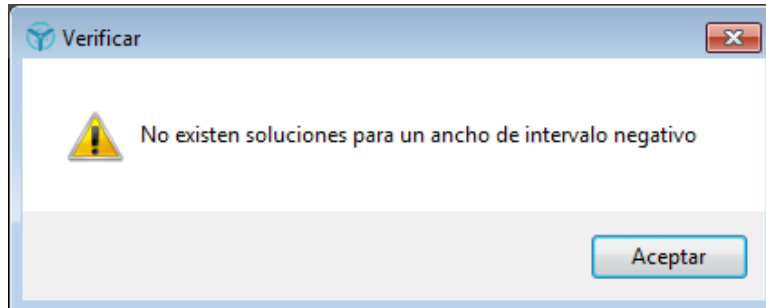 Verificar
No existen soluciones para un ancho de intervalo negativo
Aceptar